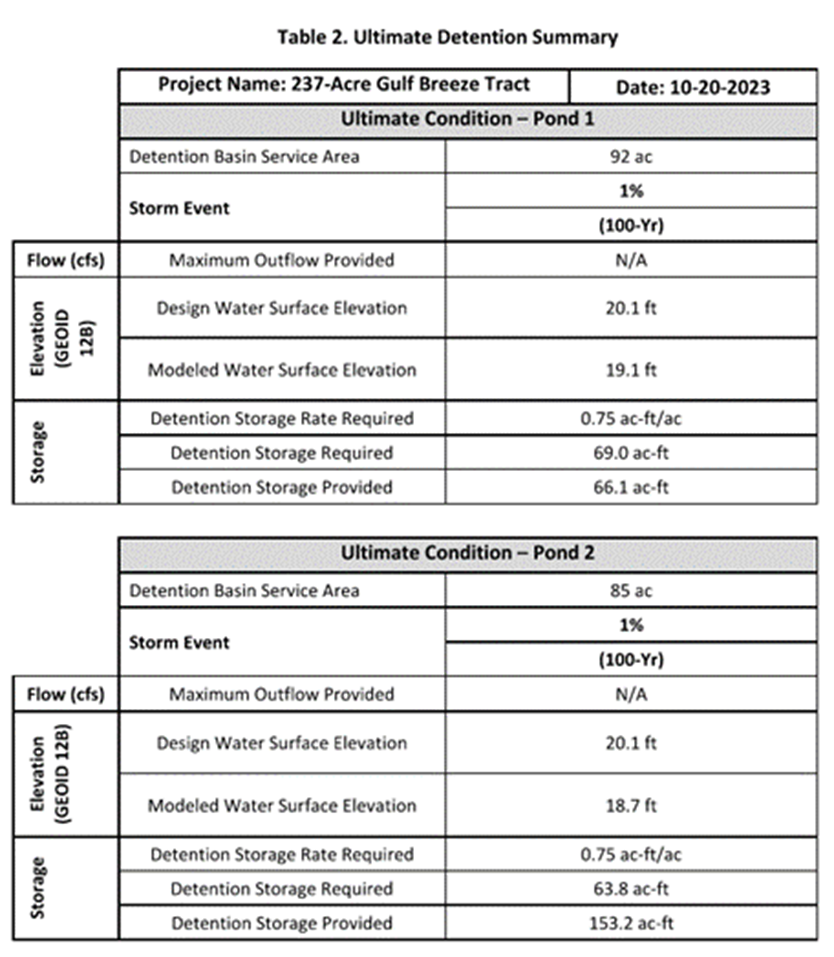 Table 2. Ultimate Detention Summary
Project Name: 237-Acre Gulf Breeze Tract Date: 10-20-2023
Ultimate Condition – Pond 1
Detention Basin Service Area 92 ac
Storm Event 1%
(100-Yr)
Flow (cfs) Maximum Outflow Provided N/A
Elevation
(GEOID
12B)
Design Water Surface Elevation 20.1 ft
Modeled Water Surface Elevation 19.1 ft
Storage
Detention Storage Rate Required 0.75 ac-ft/ac
Detention Storage Required 69.0 ac-ft
Detention Storage Provided 66.1 ac-ft
Ultimate Condition – Pond 2
Detention Basin Service Area 85 ac
Storm Event 1%
(100-Yr)
Flow (cfs) Maximum Outflow Provided N/A
Elevation
(GEOID 12B)
Design Water Surface Elevation 20.1 ft
Modeled Water Surface Elevation 18.7 ft
Storage
Detention Storage Rate Required 0.75 ac-ft/ac
Detention Storage Required 63.8 ac-ft
Detention Storage Provided 153.2 ac-ft